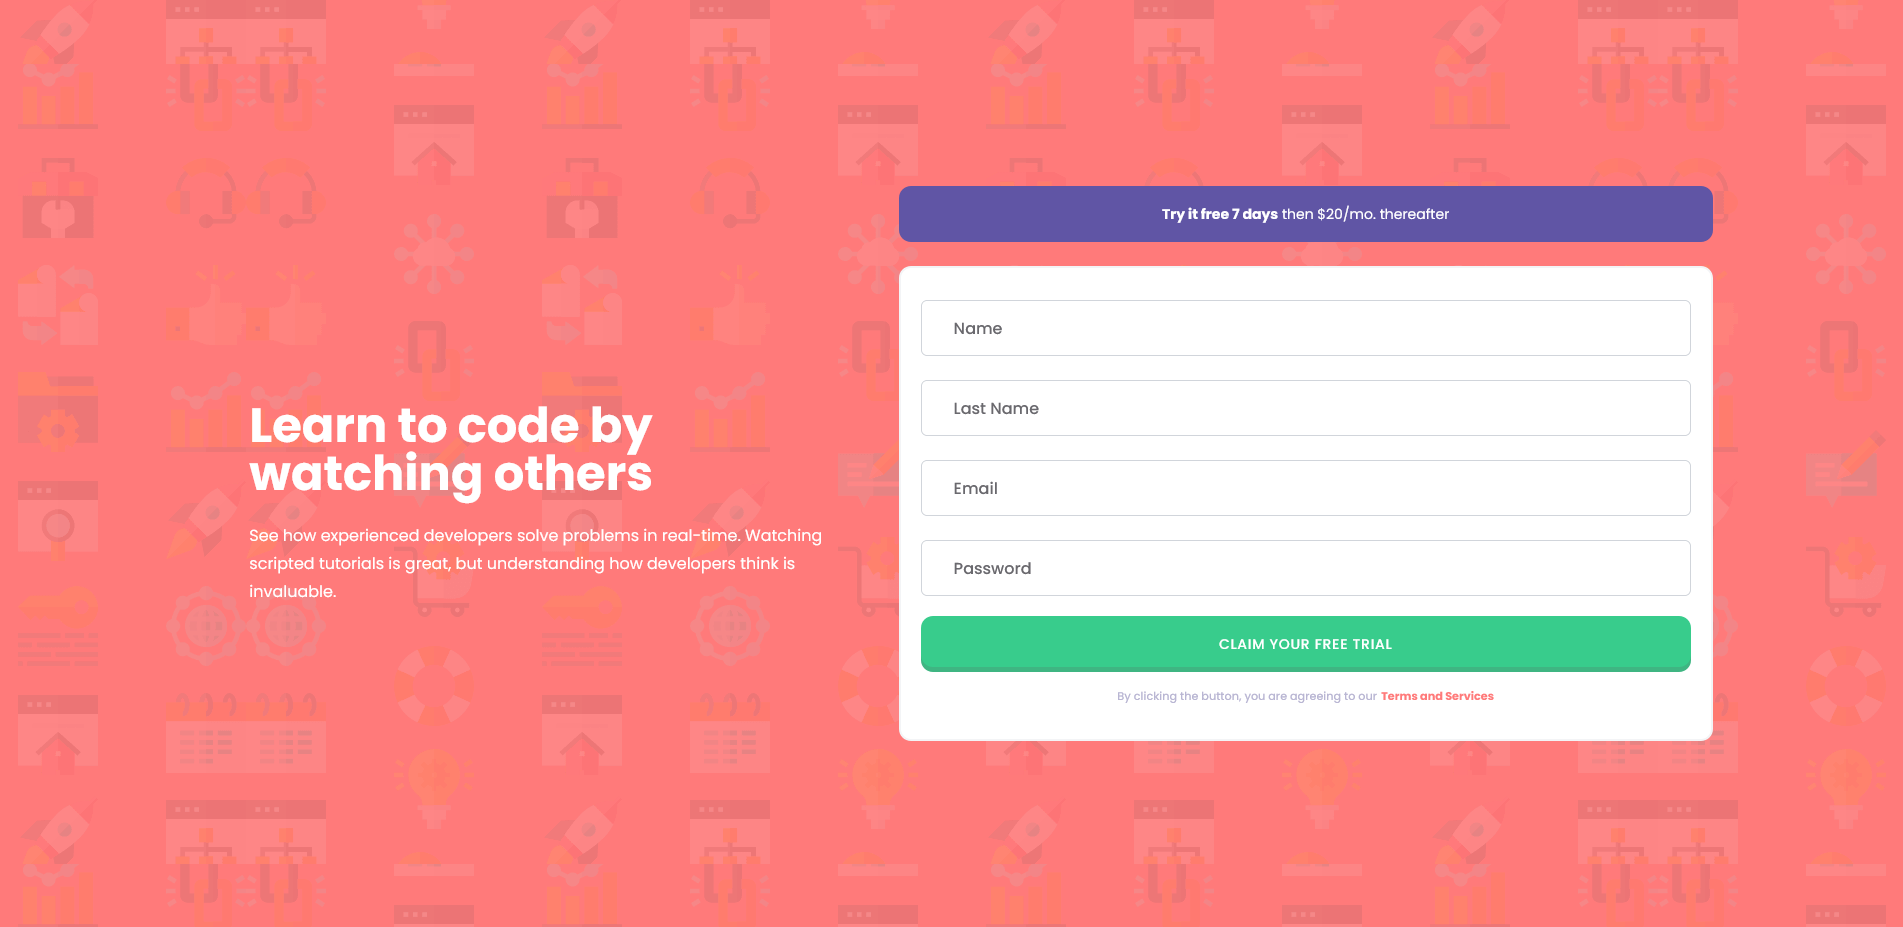 Learn to code by
watching others
See how experienced developers solve problems in real-time. Watching
scripted tutorials is great, but understanding how developers think is
invaluable.
Try it free 7 days then $20/mo. thereafter
Name
Last Name
Email
Password
CLAIM YOUR FREE TRIAL
By clicking the button, you are agreeing to our Terms and Services